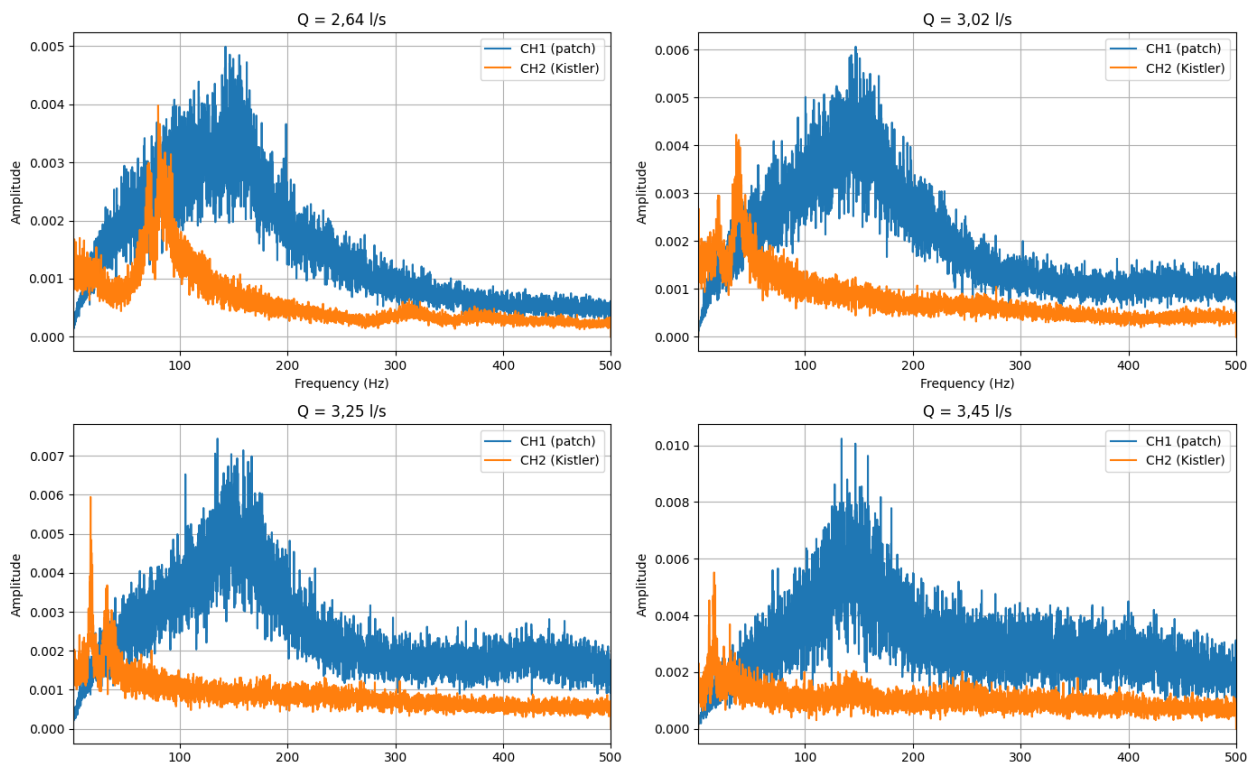 Q = 2,64 l/s
CH1 (patch)
CH2 (Kistler)
Amplitude
0.005
0.004
0.003
0.002
0.001
0.000
100 200 300 400 500
Frequency (Hz)
Q = 3,02 l/s
CH1 (patch)
CH2 (Kistler)
Amplitude
0.006
0.005
0.004
0.003
0.002
0.001
0.000
100 200 300 400 500
Frequency (Hz)
Q = 3,25 l/s
CH1 (patch)
CH2 (Kistler)
Amplitude
0.007
0.006
0.005
0.004
0.003
0.002
0.001
0.000
100 200 300 400 500
Q = 3,45 l/s
CH1 (patch)
CH2 (Kistler)
Amplitude
0.010
0.008
0.006
0.004
0.002
0.000
100 200 300 400 500